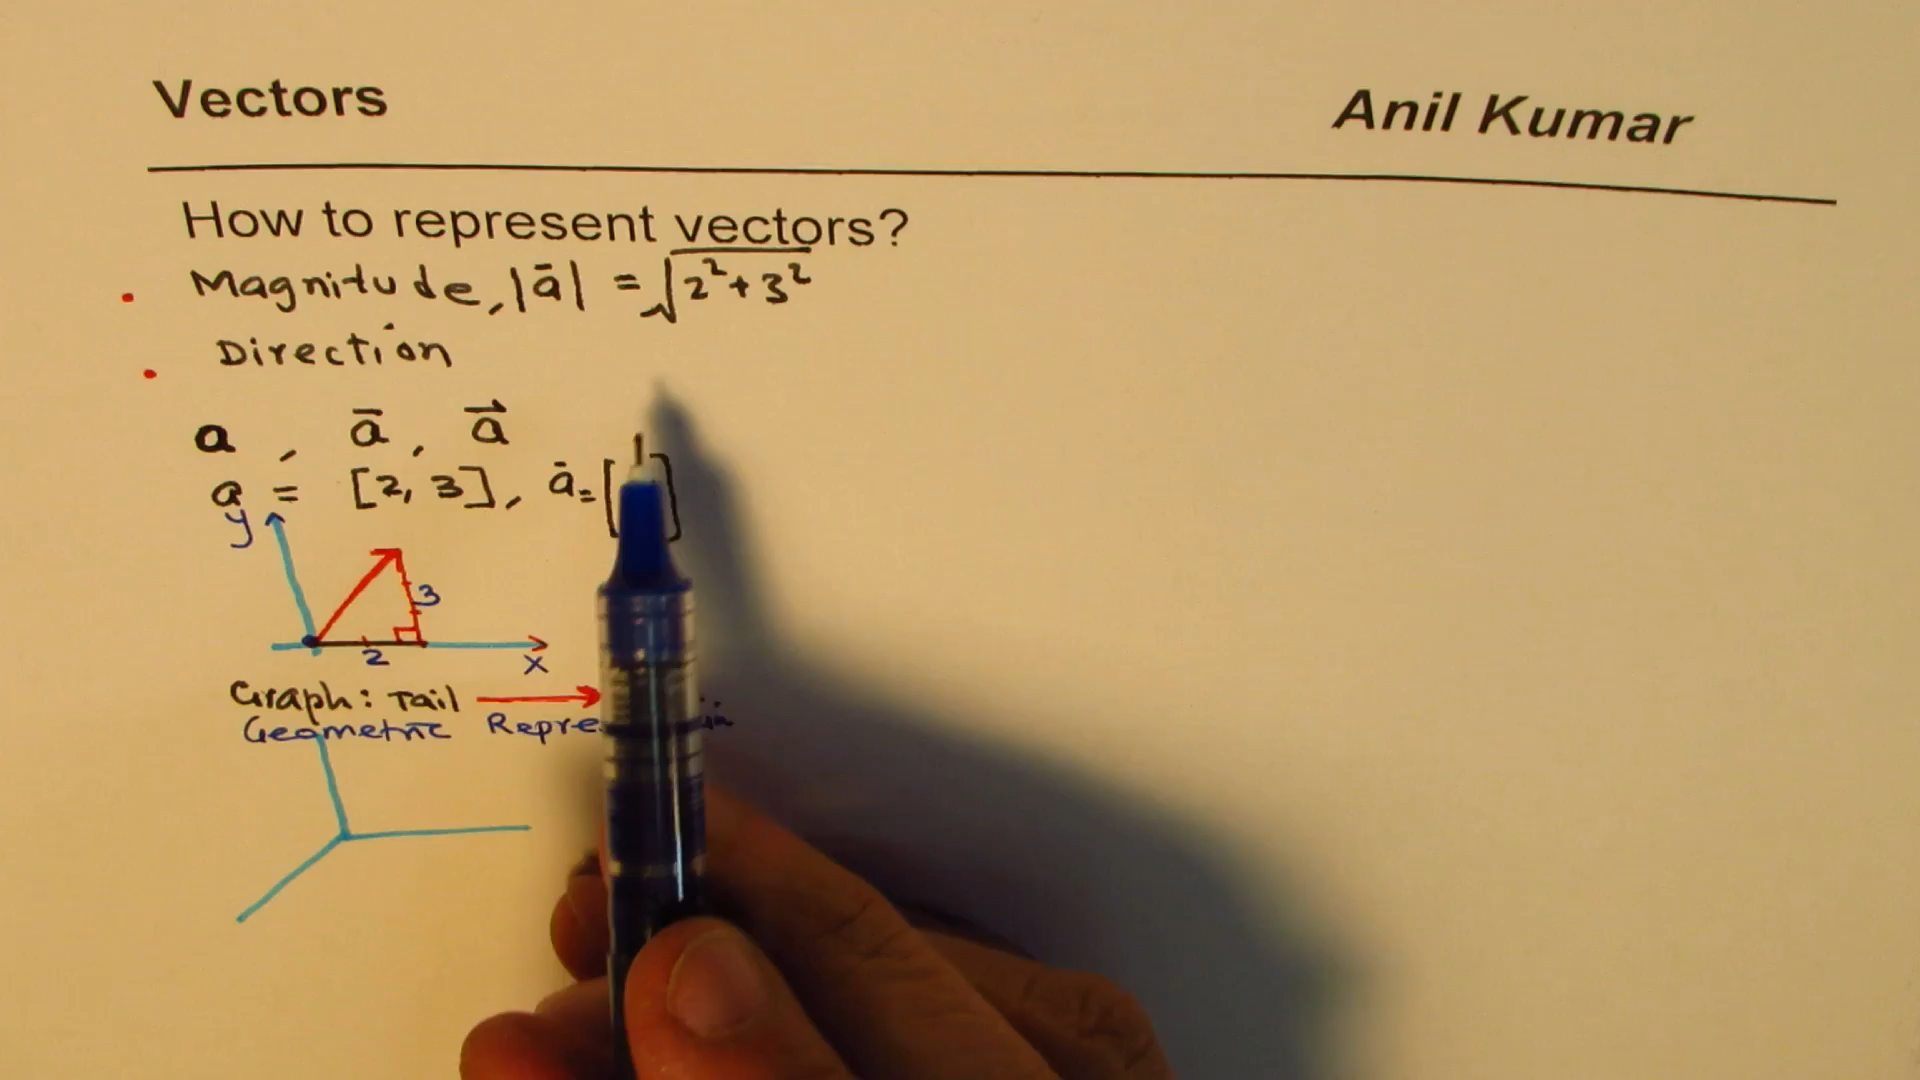 Vectors
Anil Kumar
How to represent vectors?
Magnitude, |ā| = √2²+3²
Direction
a , ā , a⃗
a = [2, 3], ā = [ ]
y
3
2
x
Graph: Tail
Geometric